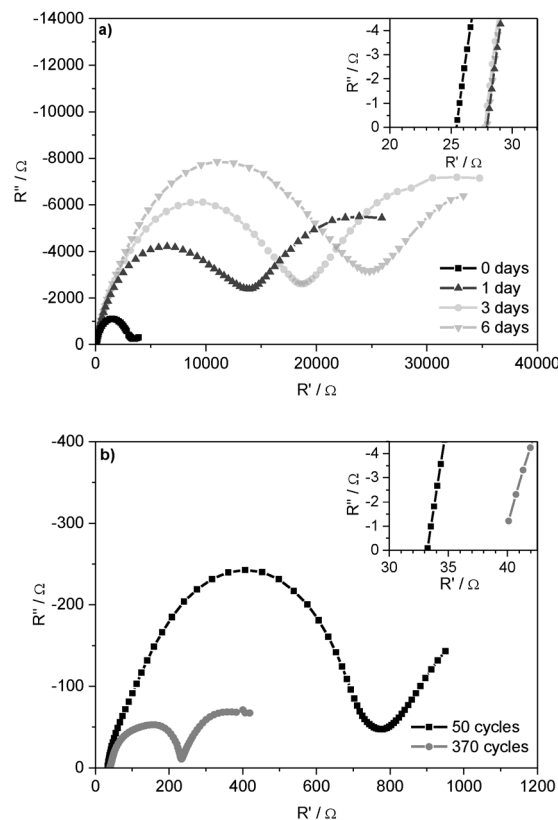 a)
-14000
-12000
-10000
-8000
-6000
-4000
-2000
0
R'' / Ω
0
10000
20000
30000
40000
R' / Ω
-4
-3
-2
-1
0
R'' / Ω
20
25
30
R' / Ω
0 days
1 day
3 days
6 days
b)
-400
-300
-200
-100
0
R'' / Ω
0
200
400
600
800
1000
1200
R' / Ω
-4
-3
-2
-1
0
R'' / Ω
30
35
40
R' / Ω
50 cycles
370 cycles